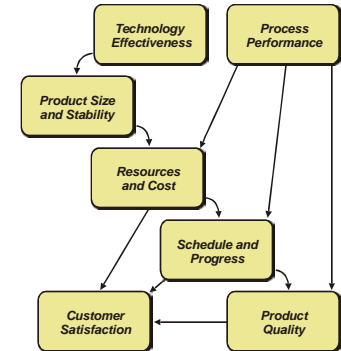 Technology
Effectiveness
Process
Performance
Product Size
and Stability
Resources
and Cost
Schedule and
Progress
Customer
Satisfaction
Product
Quality